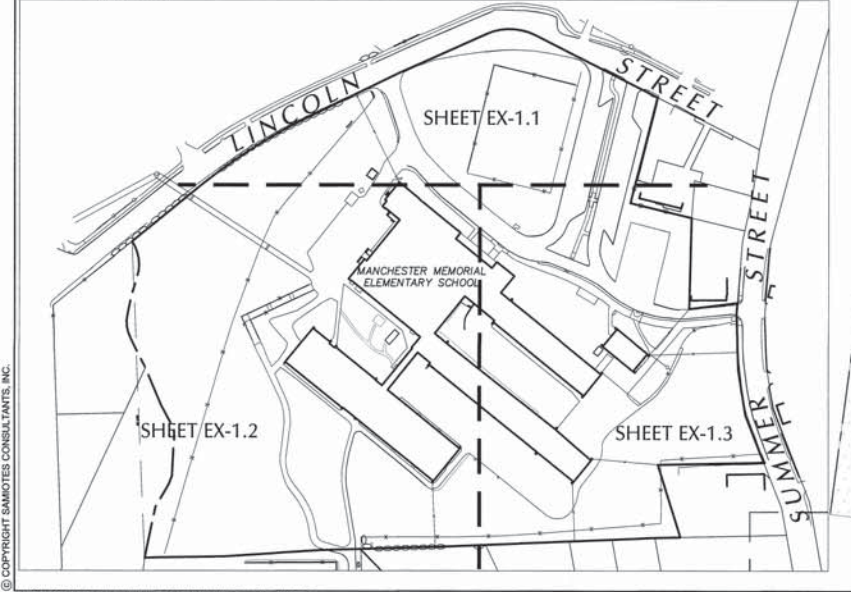 LINCOLN
STREET
SHEET EX-1.1
STREET
SUMMER
MANCHESTER MEMORIAL
ELEMENTARY SCHOOL
SHEET EX-1.2
SHEET EX-1.3
© COPYRIGHT SAMIOTES CONSULTANTS, INC.